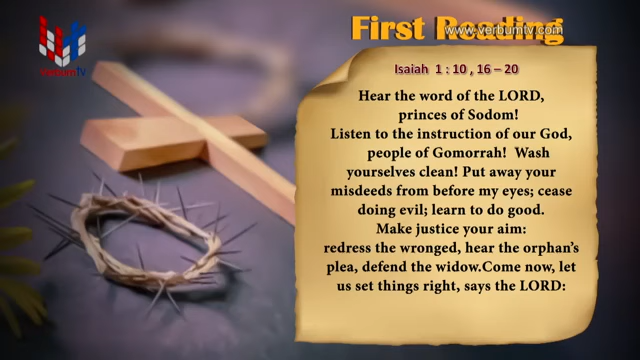 First Reading
www.verbumtv.com
VerbumTV
Isaiah 1 : 10 , 16 – 20
Hear the word of the LORD,
princes of Sodom!
Listen to the instruction of our God,
people of Gomorrah! Wash
yourselves clean! Put away your
misdeeds from before my eyes; cease
doing evil; learn to do good.
Make justice your aim:
redress the wronged, hear the orphan’s
plea, defend the widow.Come now, let
us set things right, says the LORD: